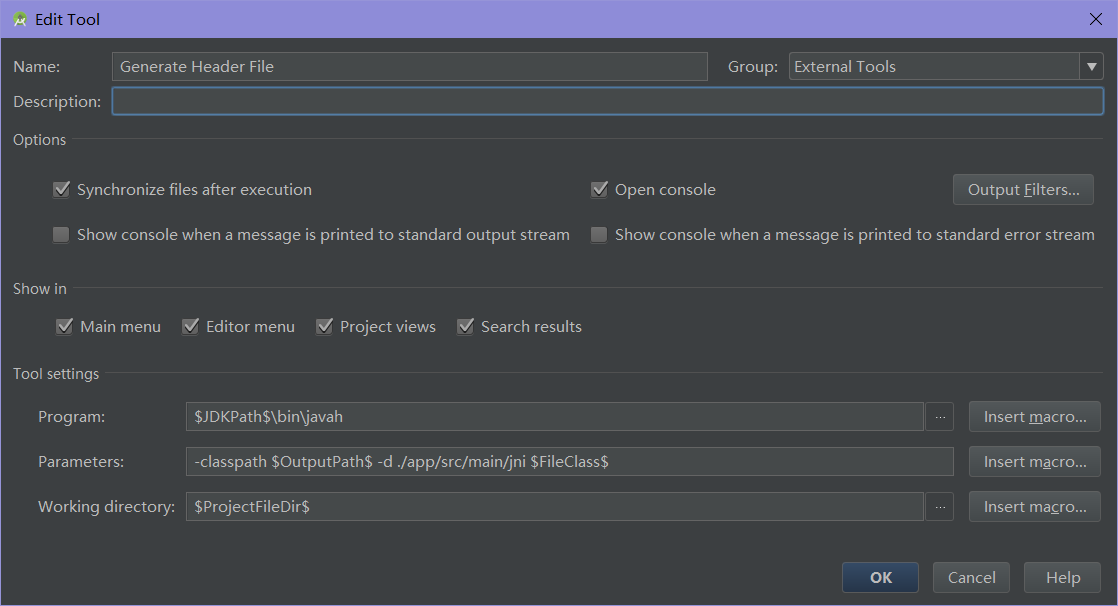 Edit Tool
Name: Generate Header File Group: External Tools
Description:
Options
Synchronize files after execution Open console Output Filters...
Show console when a message is printed to standard output stream Show console when a message is printed to standard error stream
Show in
Main menu Editor menu Project views Search results
Tool settings
Program: $JDKPath$\bin\javah ... Insert macro...
Parameters: -classpath $OutputPath$ -d ./app/src/main/jni $FileClass$ Insert macro...
Working directory: $ProjectFileDir$ ... Insert macro...
OK Cancel Help